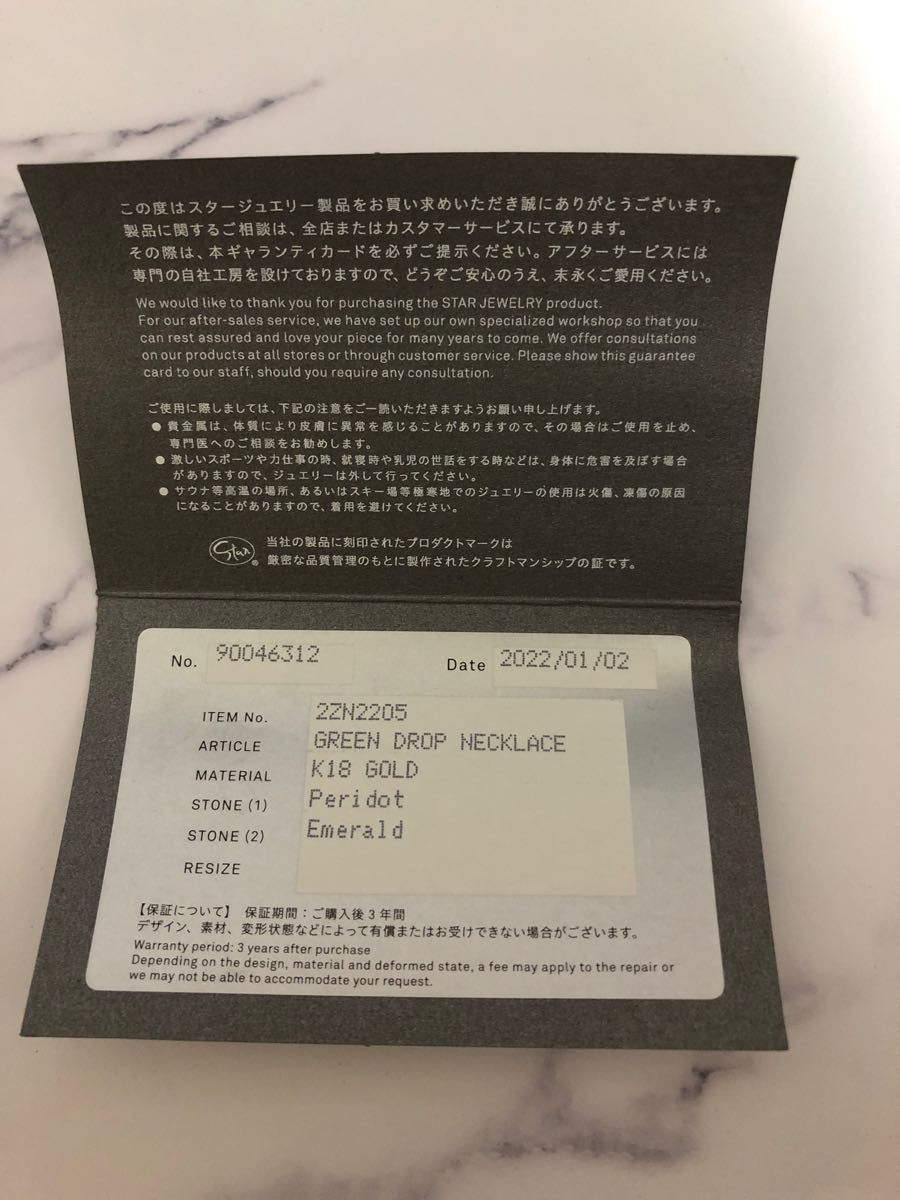 この度はスタージュエリー製品をお買い求めいただき誠にありがとうございます。
製品に関するご相談は、全店またはカスタマーサービスにて承ります。
その際は、本ギャランティカードを必ずご提示ください。アフターサービスには
専門の自社工房を設けておりますので、どうぞご安心のうえ、末永くご愛用ください。
We would like to thank you for purchasing the STAR JEWELRY product.
For our after-sales service, we have set up our own specialized workshop so that you
can rest assured and love your piece for many years to come. We offer consultations
on our products at all stores or through customer service. Please show this guarantee
card to our staff, should you require any consultation.
ご使用に際しましては、下記の注意をご一読いただきますようお願い申し上げます。
● 貴金属は、体質により皮膚に異常を感じることがありますので、その場合はご使用を止め、
専門医へのご相談をお勧めします。
● 激しいスポーツや力仕事の時、就寝時や乳児の世話をする時などは、身体に危害を及ぼす場合
がありますので、ジュエリーは外して行ってください。
● サウナ等高温の場所、あるいはスキー場等極寒地でのジュエリーの使用は火傷、凍傷の原因
になることがありますので、着用を避けてください。
Star ® 当社の製品に刻印されたプロダクトマークは
厳密な品質管理のもとに製作されたクラフトマンシップの証です。
No. 90046312 Date 2022/01/02
ITEM No. 2ZN2205
ARTICLE GREEN DROP NECKLACE
MATERIAL K18 GOLD
STONE (1) Peridot
STONE (2) Emerald
RESIZE
【保証について】 保証期間：ご購入後3年間
デザイン、素材、変形状態などによって有償またはお受けできない場合がございます。
Warranty period: 3 years after purchase
Depending on the design, material and deformed state, a fee may apply to the repair or
we may not be able to accommodate your request.